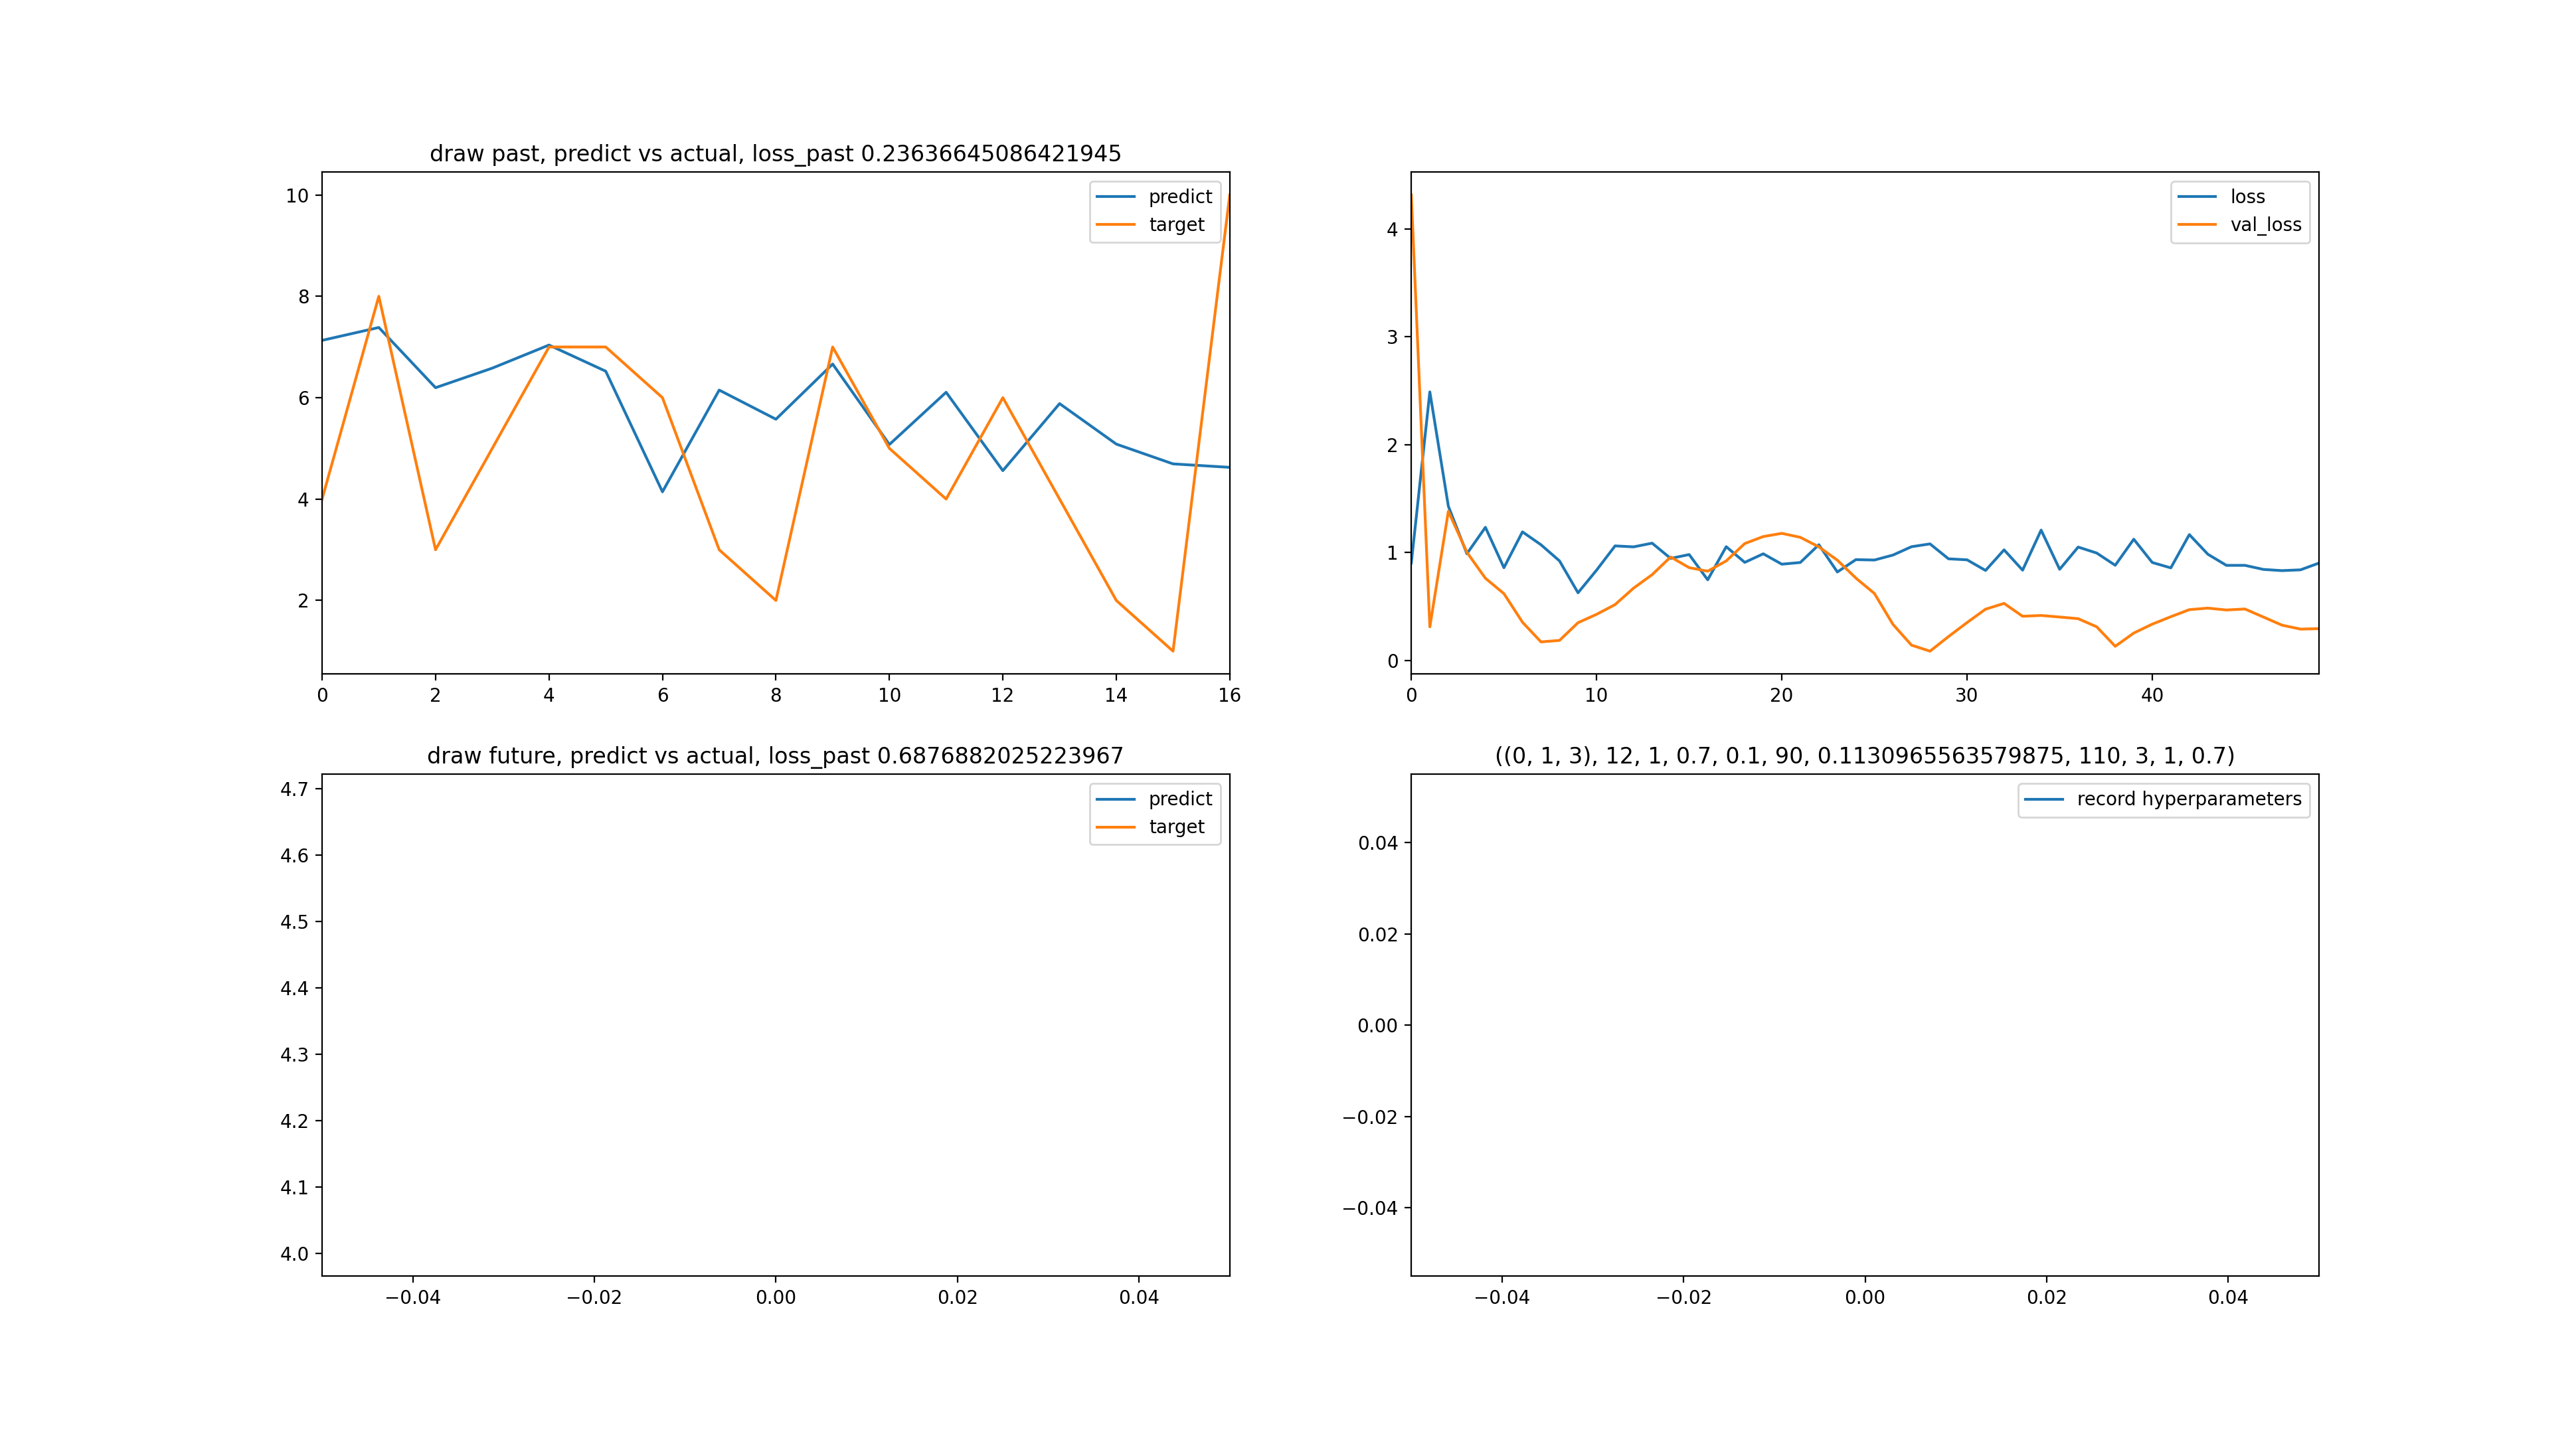 draw past, predict vs actual, loss_past 0.23636645086421945
predict
target
10
8
6
4
2
0 2 4 6 8 10 12 14 16
loss
val_loss
4
3
2
1
0
0 10 20 30 40
draw future, predict vs actual, loss_past 0.6876882025223967
predict
target
4.7
4.6
4.5
4.4
4.3
4.2
4.1
4.0
−0.04 −0.02 0.00 0.02 0.04
((0, 1, 3), 12, 1, 0.7, 0.1, 90, 0.1130965563579875, 110, 3, 1, 0.7)
record hyperparameters
0.04
0.02
0.00
−0.02
−0.04
−0.04 −0.02 0.00 0.02 0.04